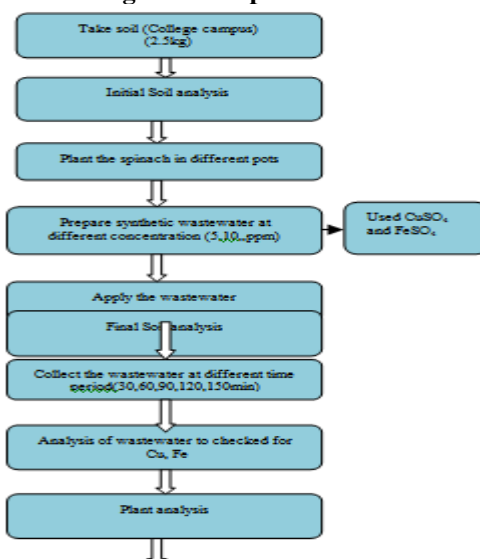 Take soil (College campus)
(2.5kg)
Initial Soil analysis
Plant the spinach in different pots
Prepare synthetic wastewater at
different concentration (5,10,,ppm)
Used CuSO₄
and FeSO₄
Apply the wastewater
Final Soil analysis
Collect the wastewater at different time
period(30,60,90,120,150min)
Analysis of wastewater to checked for
Cu, Fe
Plant analysis